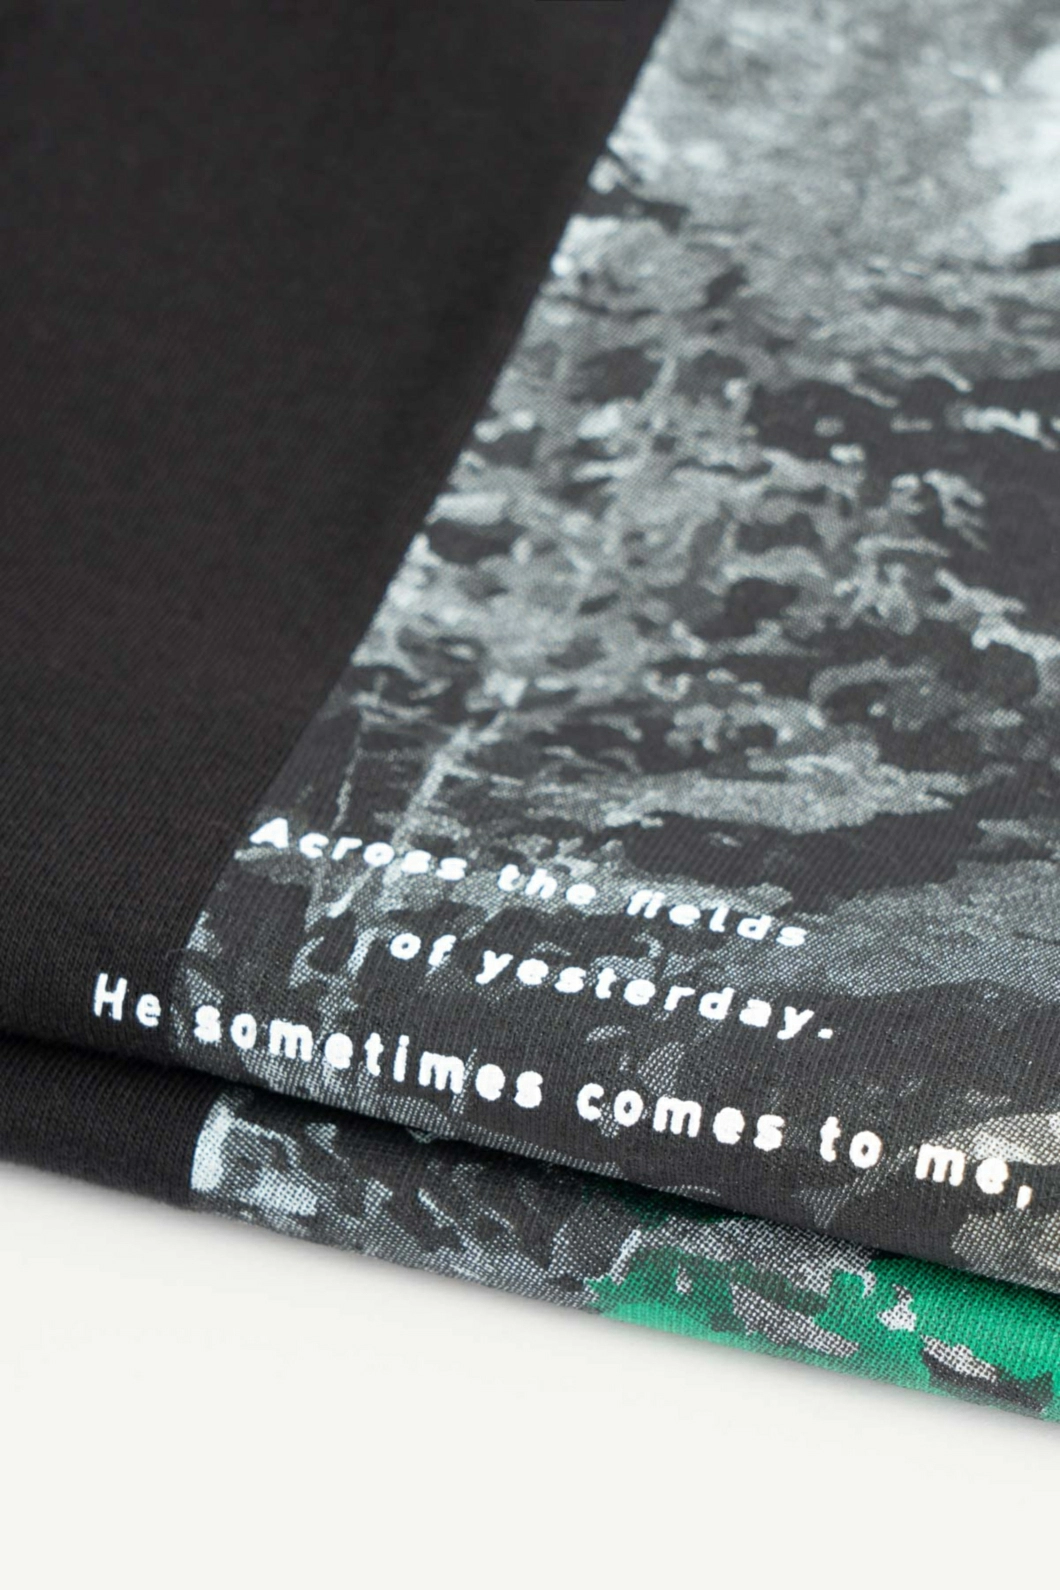 Across the fields
of yesterday.
He sometimes comes to me,